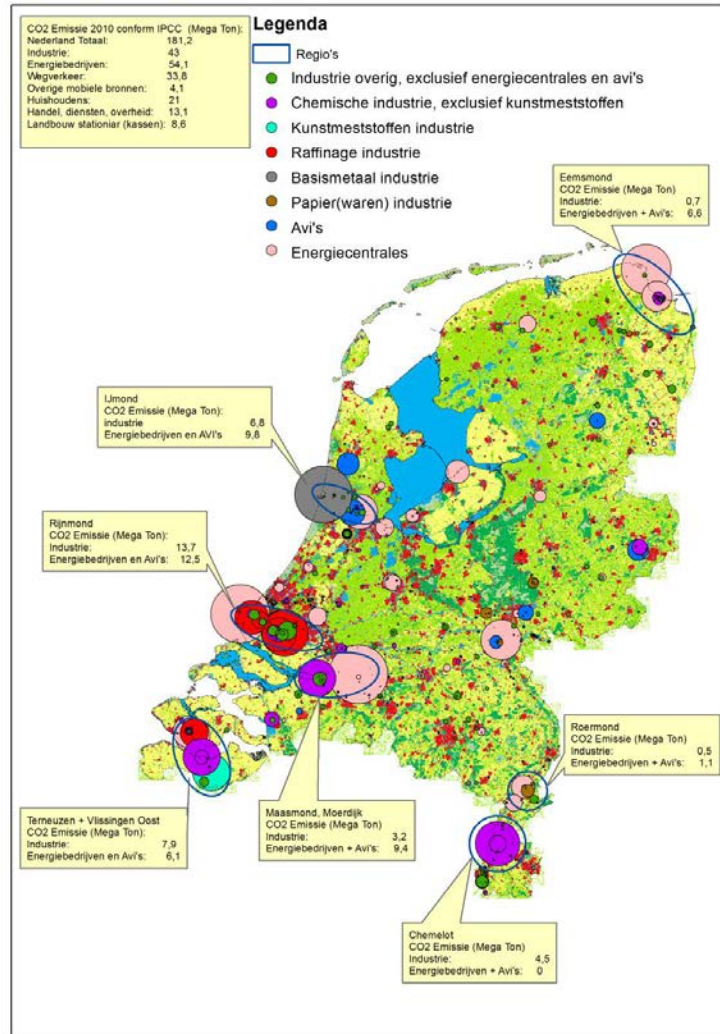 CO2 Emissie 2010 conform IPCC (Mega Ton):
Nederland Totaal: 181,2
Industrie: 43
Energiebedrijven: 54,1
Wegverkeer: 33,8
Overige mobiele bronnen: 4,1
Huishoudens: 21
Handel, diensten, overheid: 13,1
Landbouw stationiar (kassen): 8,6
Legenda
Regio's
Industrie overig, exclusief energiecentrales en avi's
Chemische industrie, exclusief kunstmeststoffen
Kunstmeststoffen industrie
Raffinage industrie
Basismetaal industrie
Papier(waren) industrie
Avi's
Energiecentrales
Eemsmond
CO2 Emissie (Mega Ton)
Industrie: 0,7
Energiebedrijven + Avi's: 6,6
IJmond
CO2 Emissie (Mega Ton):
industrie 6,8
Energiebedrijven en AVI's 9,8
Rijnmond
CO2 Emissie (Mega Ton):
Industrie: 13,7
Energiebedrijven en Avi's: 12,5
Roermond
CO2 Emissie (Mega Ton)
Industrie: 0,5
Energiebedrijven + Avi's: 1,1
Terneuzen + Vlissingen Oost
CO2 Emissie (Mega Ton):
Industrie: 7,9
Energiebedrijven en Avi's: 6,1
Maasmond, Moerdijk
CO2 Emissie (Mega Ton)
Industrie: 3,2
Energiebedrijven + Avi's: 9,4
Chemelot
CO2 Emissie (Mega Ton)
Industrie: 4,5
Energiebedrijven + Avi's: 0